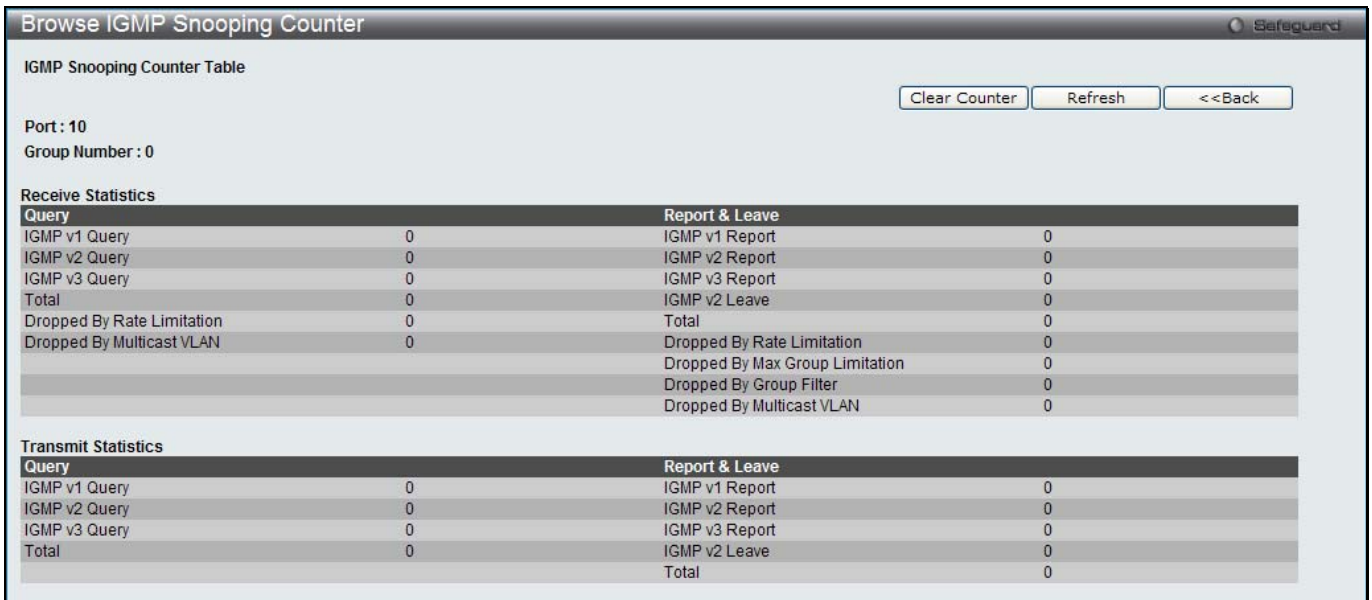 Browse IGMP Snooping Counter
Safeguard
IGMP Snooping Counter Table
Clear Counter Refresh <<Back
Port : 10
Group Number : 0
Receive Statistics
Query Report & Leave
IGMP v1 Query 0 IGMP v1 Report 0
IGMP v2 Query 0 IGMP v2 Report 0
IGMP v3 Query 0 IGMP v3 Report 0
Total 0 IGMP v2 Leave 0
Dropped By Rate Limitation 0 Total 0
Dropped By Multicast VLAN 0 Dropped By Rate Limitation 0
Dropped By Max Group Limitation 0
Dropped By Group Filter 0
Dropped By Multicast VLAN 0
Transmit Statistics
Query Report & Leave
IGMP v1 Query 0 IGMP v1 Report 0
IGMP v2 Query 0 IGMP v2 Report 0
IGMP v3 Query 0 IGMP v3 Report 0
Total 0 IGMP v2 Leave 0
Total 0